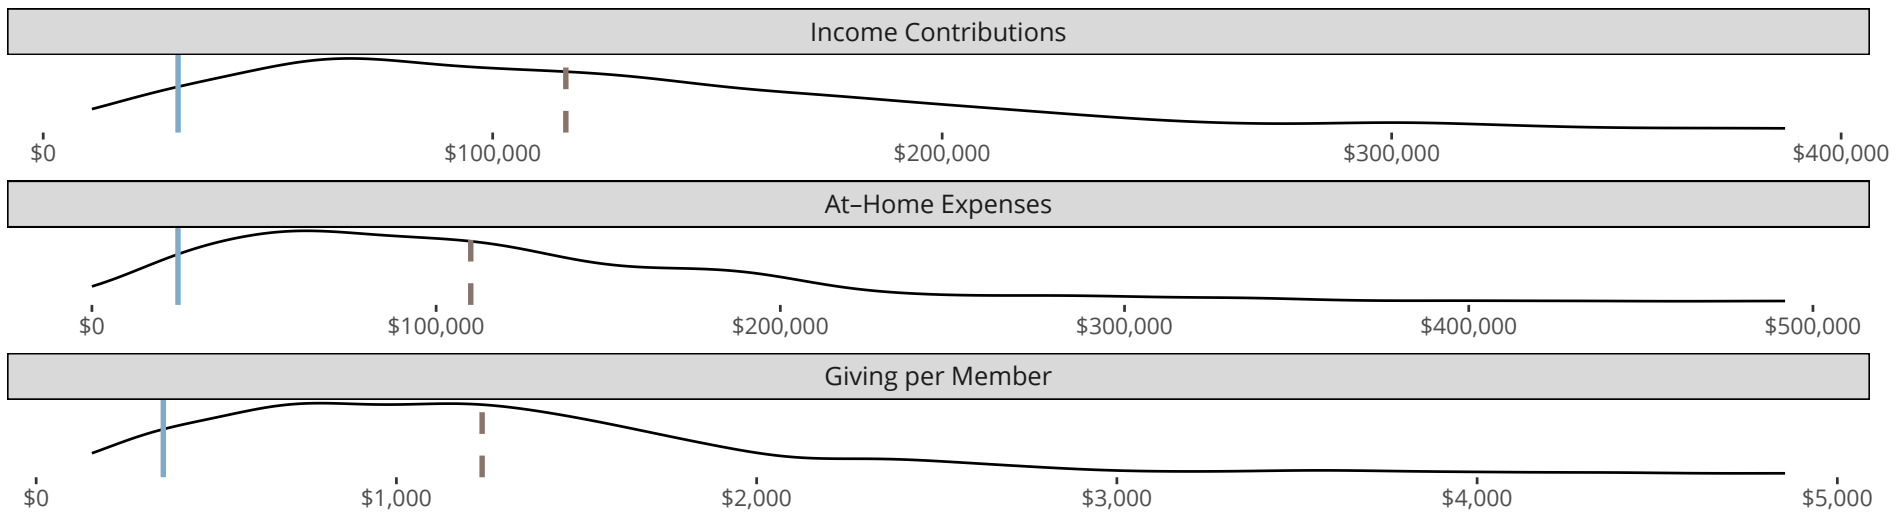 Income Contributions
$0 $100,000 $200,000 $300,000 $400,000
At–Home Expenses
$0 $100,000 $200,000 $300,000 $400,000 $500,000
Giving per Member
$0 $1,000 $2,000 $3,000 $4,000 $5,000